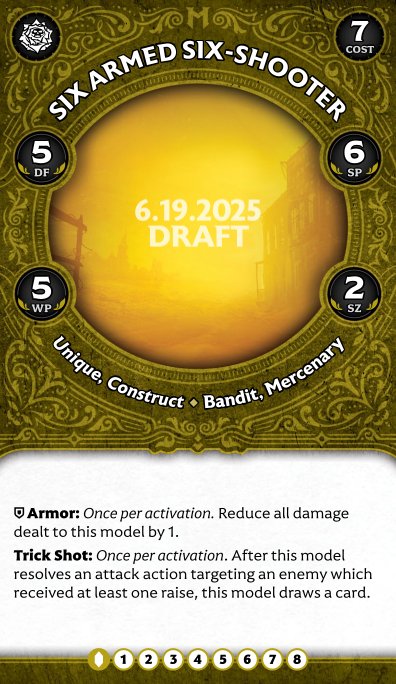 7
COST
SIX ARMED SIX-SHOOTER
5
DF
6
SP
6.19.2025
DRAFT
5
WP
2
SZ
Unique, Construct ◆ Bandit, Mercenary
Armor: Once per activation. Reduce all damage
dealt to this model by 1.
Trick Shot: Once per activation. After this model
resolves an attack action targeting an enemy which
received at least one raise, this model draws a card.
1 2 3 4 5 6 7 8